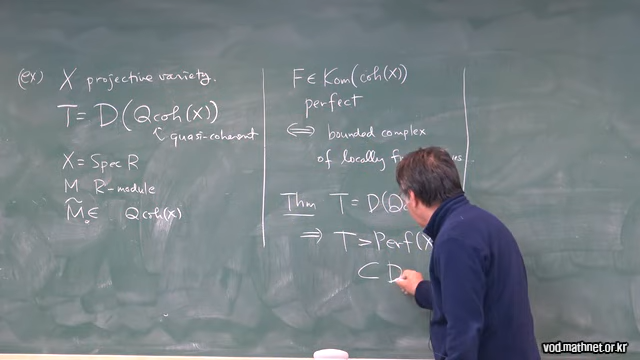 (ex) X projective variety.
T = D(Qcoh(X))
quasi-coherent
X = Spec R
M R-module
M̃ ∈ Qcoh(X)
F ∈ Kom(coh(X))
perfect
⟺ bounded complex
of locally
Thm T = D(Q
⇒ T > Perf(X
⊂ D
vod.mathnet.or.kr